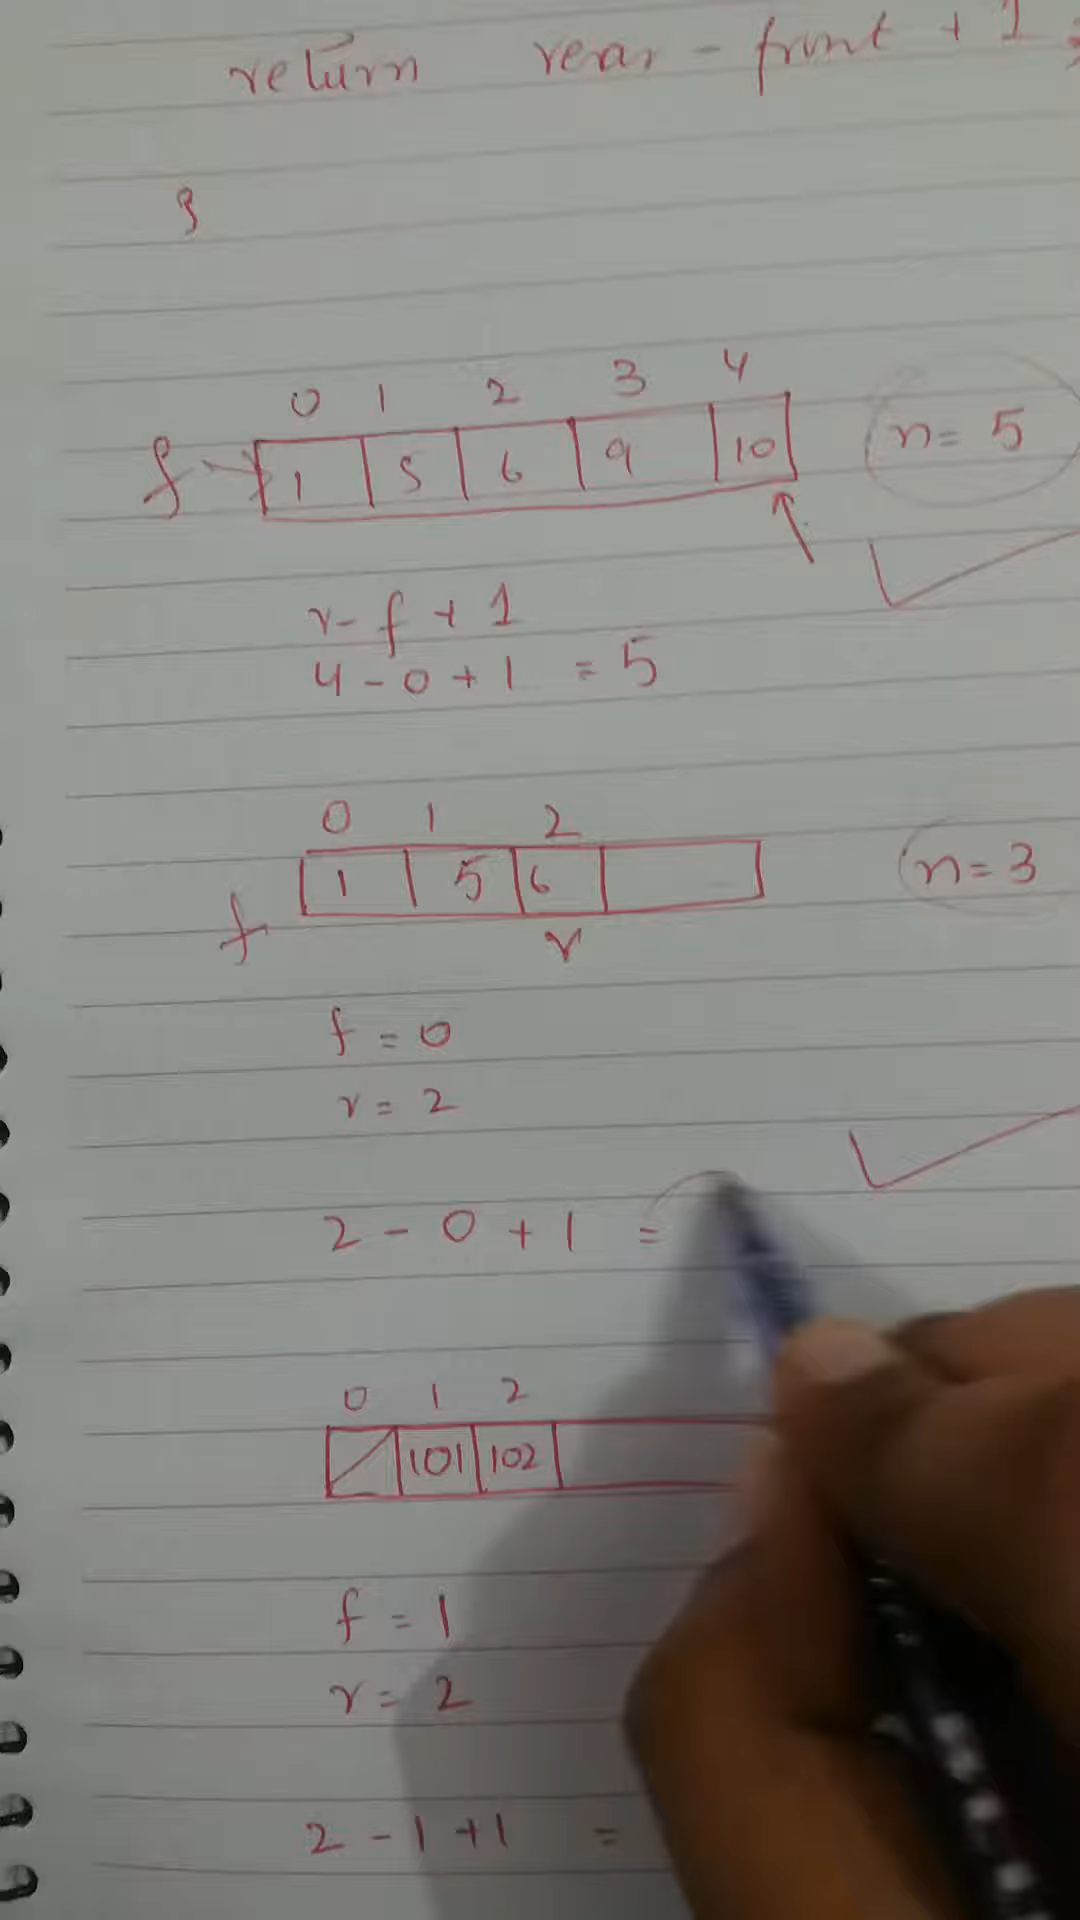 return rear - front + 1 ;
}
0 1 2 3 4
f 1 5 6 9 10 n = 5
r - f + 1
4 - 0 + 1 = 5
0 1 2
1 5 6 n = 3
f r
f = 0
r = 2
2 - 0 + 1 =
0 1 2
101 102
f = 1
r = 2
2 - 1 + 1 =